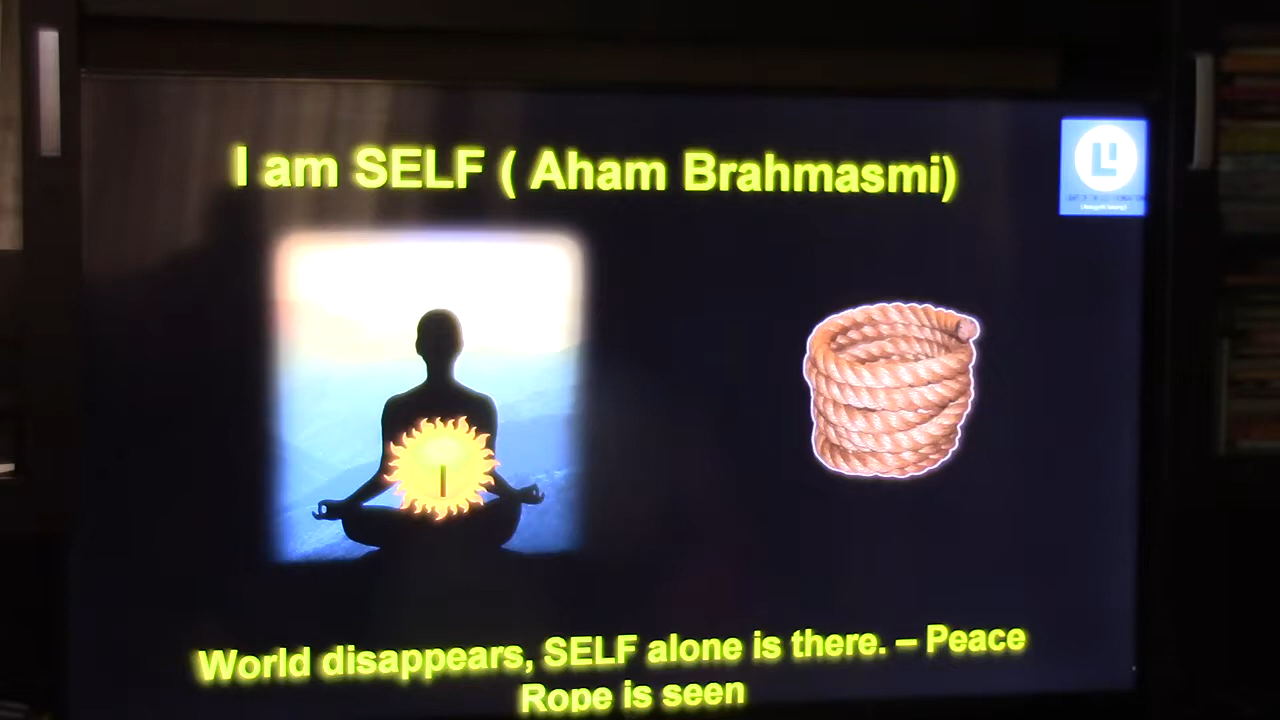 I am SELF ( Aham Brahmasmi)
World disappears, SELF alone is there. – Peace
Rope is seen